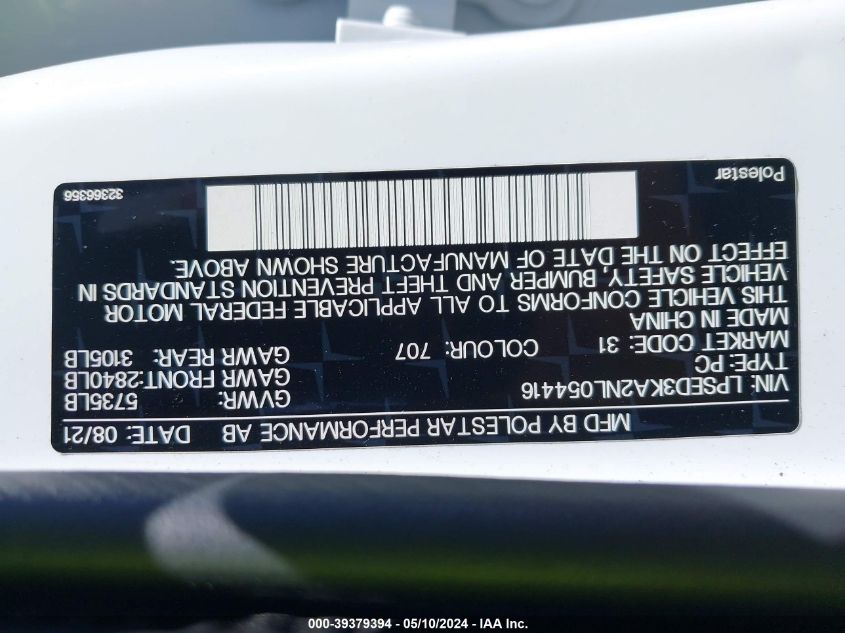 MFD BY POLESTAR PERFORMANCE AB DATE: 08/21
VIN: LPSED3KA2NL054416 GVWR: 5735LB
TYPE: PC GAWR FRONT:2840LB
MARKET CODE: 31 COLOUR: 707 GAWR REAR: 3105LB
MADE IN CHINA
THIS VEHICLE CONFORMS TO ALL APPLICABLE FEDERAL MOTOR
VEHICLE SAFETY, BUMPER AND THEFT PREVENTION STANDARDS IN
EFFECT ON THE DATE OF MANUFACTURE SHOWN ABOVE.
Polestar 32366356
000-39379394 - 05/10/2024 - IAA Inc.